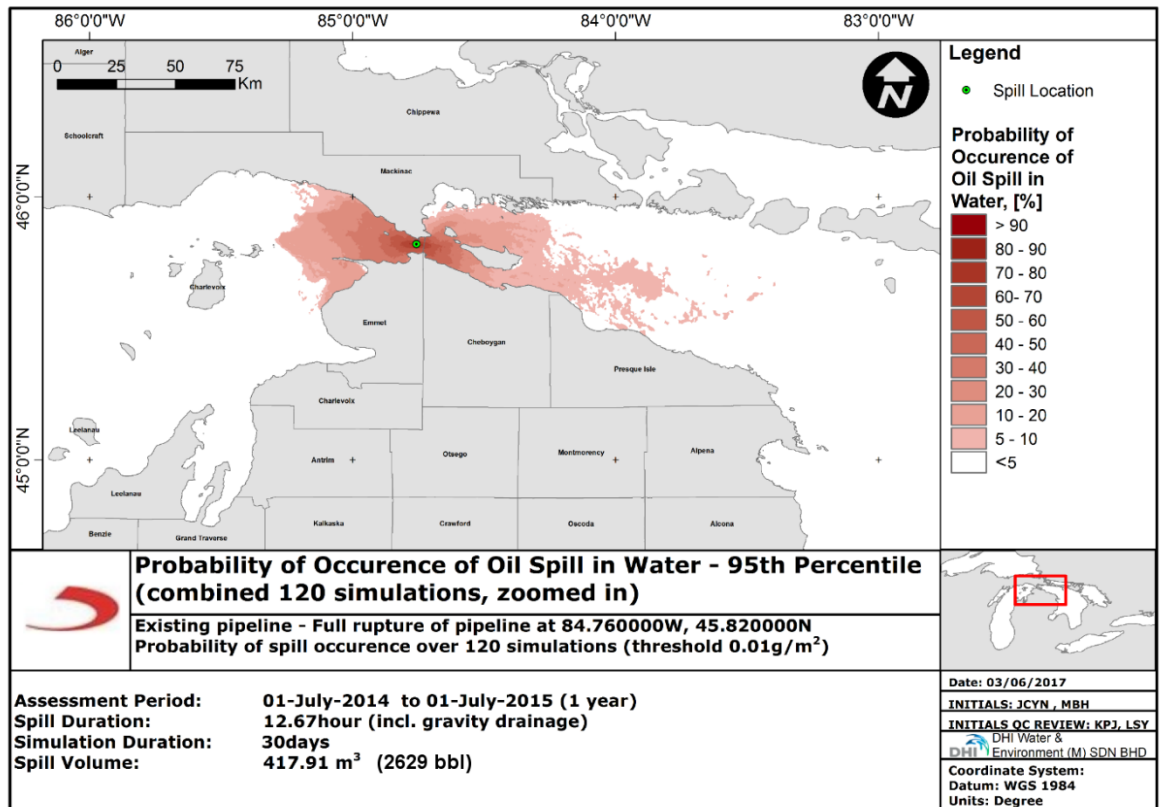 86°0'0"W 85°0'0"W 84°0'0"W 83°0'0"W
46°0'0"N
45°0'0"N
0 25 50 75
Km
N
Alger
Schoolcraft
Chippewa
Mackinac
Charlevoix
Emmet
Cheboygan
Presque Isle
Charlevoix
Leelanau
Antrim
Otsego
Montmorency
Alpena
Leelanau
Benzie
Grand Traverse
Kalkaska
Crawford
Oscoda
Alcona
Legend
Spill Location
Probability of
Occurence of
Oil Spill in
Water, [%]
> 90
80 - 90
70 - 80
60- 70
50 - 60
40 - 50
30 - 40
20 - 30
10 - 20
5 - 10
<5
Probability of Occurence of Oil Spill in Water - 95th Percentile
(combined 120 simulations, zoomed in)
Existing pipeline - Full rupture of pipeline at 84.760000W, 45.820000N
Probability of spill occurence over 120 simulations (threshold 0.01g/m²)
Assessment Period: 01-July-2014 to 01-July-2015 (1 year)
Spill Duration: 12.67hour (incl. gravity drainage)
Simulation Duration: 30days
Spill Volume: 417.91 m³ (2629 bbl)
Date: 03/06/2017
INITIALS: JCYN , MBH
INITIALS QC REVIEW: KPJ, LSY
DHI
DHI Water &
Environment (M) SDN BHD
Coordinate System:
Datum: WGS 1984
Units: Degree